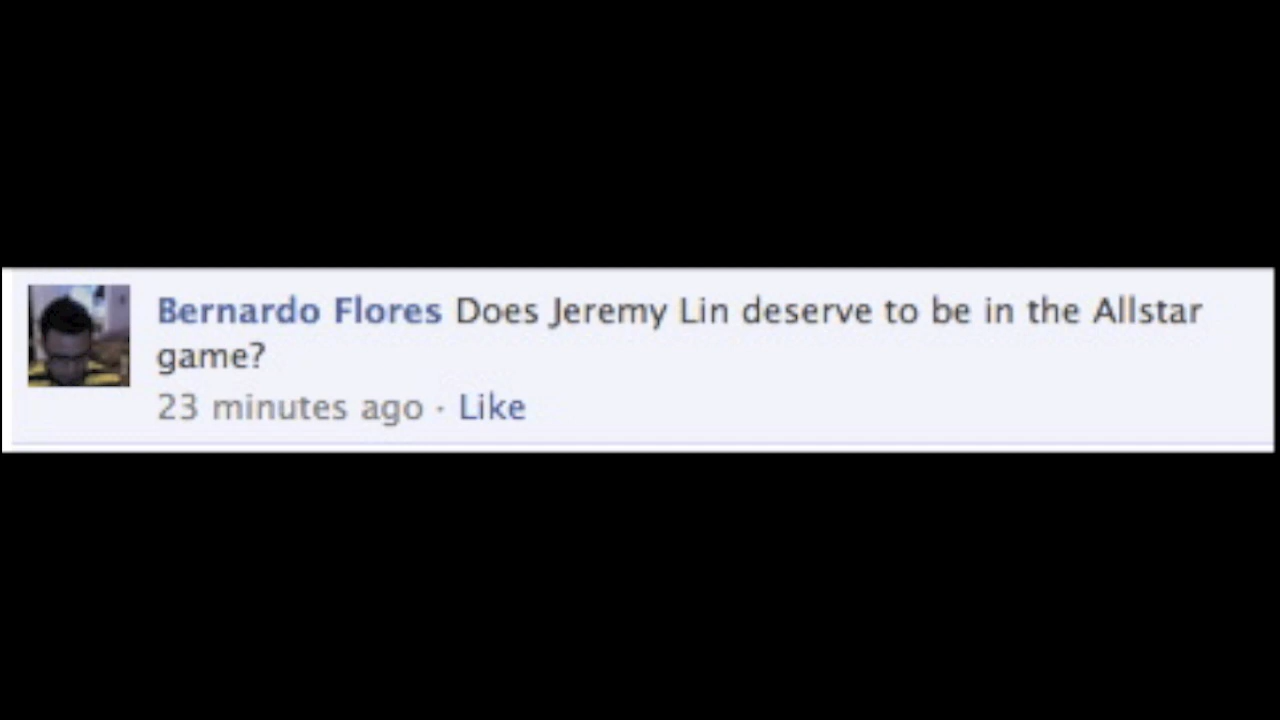 Bernardo Flores Does Jeremy Lin deserve to be in the Allstar
game?
23 minutes ago · Like